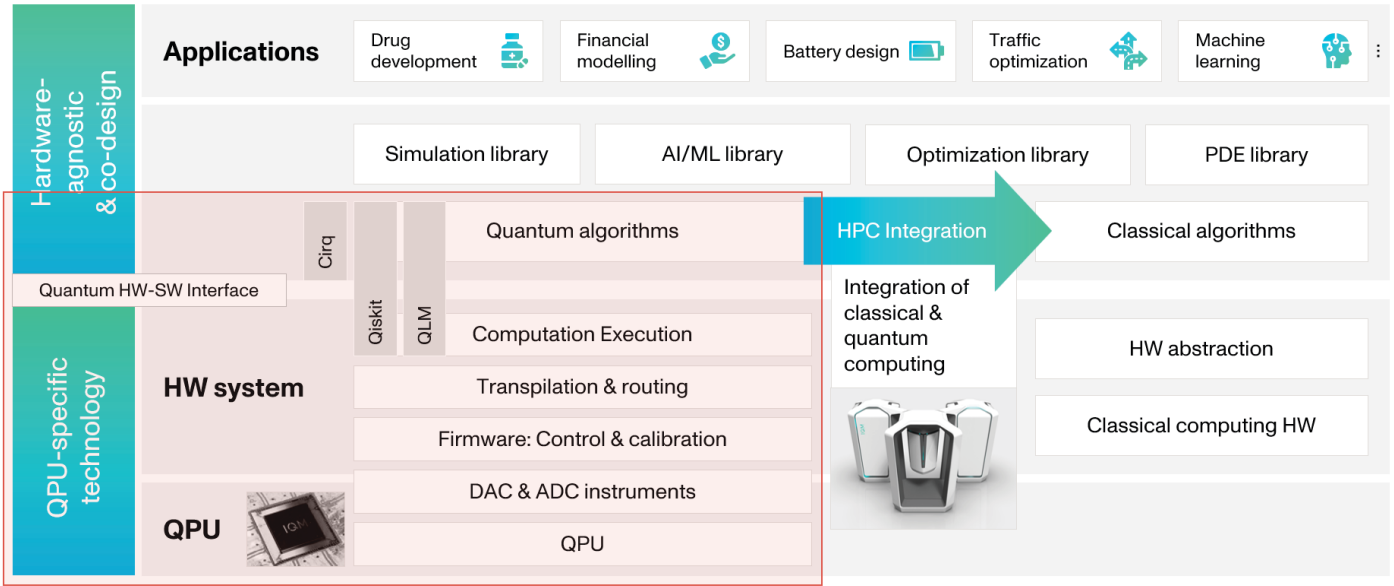 Hardware-
agnostic
& co-design
Applications
Drug
development
Financial
modelling
Battery design
Traffic
optimization
Machine
learning
Simulation library
AI/ML library
Optimization library
PDE library
Cirq
Qiskit
QLM
Quantum algorithms
HPC Integration
Classical algorithms
Quantum HW-SW Interface
Integration of
classical &
quantum
computing
QPU-specific
technology
HW system
Computation Execution
Transpilation & routing
Firmware: Control & calibration
HW abstraction
Classical computing HW
QPU
IQM
DAC & ADC instruments
QPU